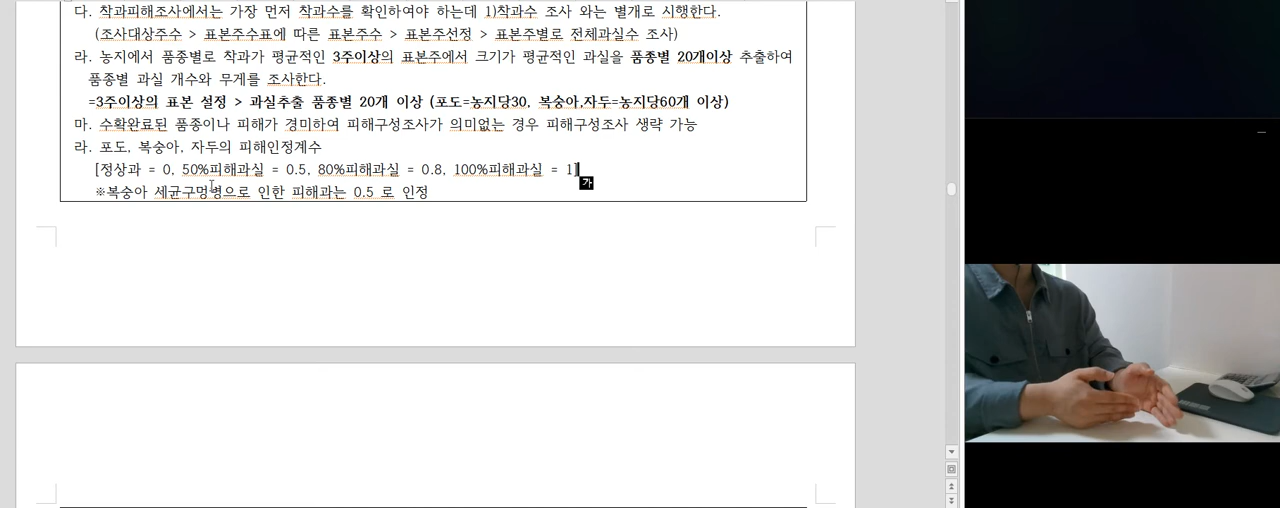 다. 착과피해조사에서는 가장 먼저 착과수를 확인하여야 하는데 1)착과수 조사 와는 별개로 시행한다.
(조사대상주수 > 표본주수표에 따른 표본주수 > 표본주선정 > 표본주별로 전체과실수 조사)
라. 농지에서 품종별로 착과가 평균적인 3주이상의 표본주에서 크기가 평균적인 과실을 품종별 20개이상 추출하여
품종별 과실 개수와 무게를 조사한다.
=3주이상의 표본 설정 > 과실추출 품종별 20개 이상 (포도=농지당30, 복숭아,자두=농지당60개 이상)
마. 수확완료된 품종이나 피해가 경미하여 피해구성조사가 의미없는 경우 피해구성조사 생략 가능
라. 포도, 복숭아, 자두의 피해인정계수
[정상과 = 0, 50%피해과실 = 0.5, 80%피해과실 = 0.8, 100%피해과실 = 1]
가
※복숭아 세균구멍병으로 인한 피해과는 0.5 로 인정